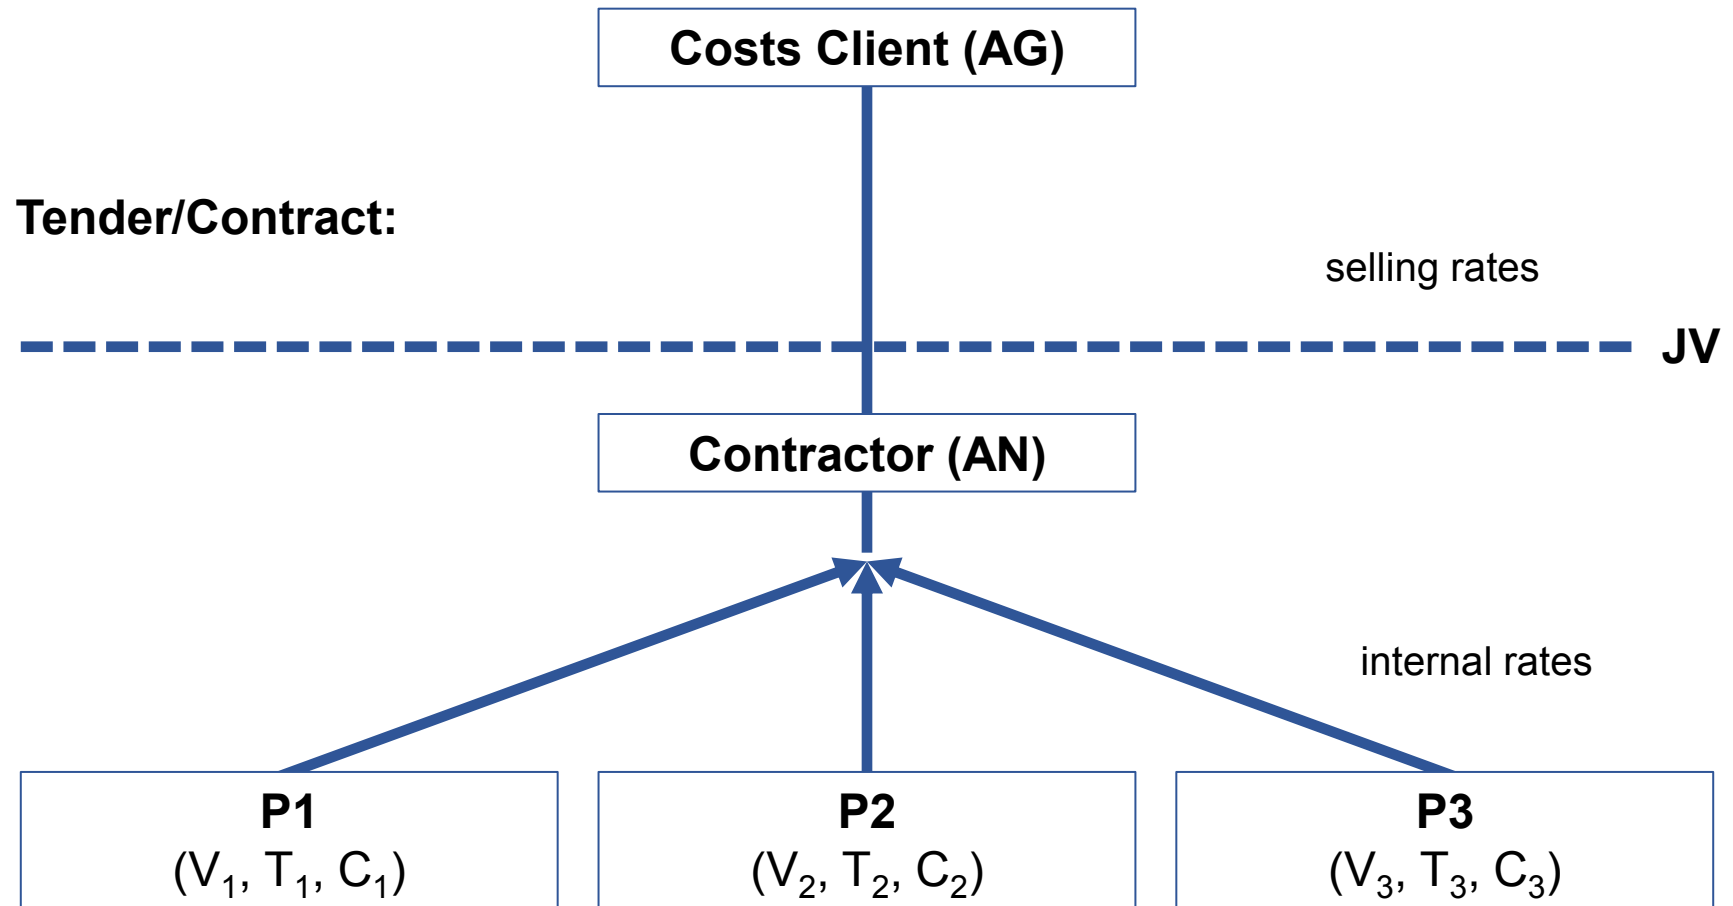 Costs Client (AG)
Tender/Contract:
selling rates
JV
Contractor (AN)
internal rates
P1
(V₁, T₁, C₁)
P2
(V₂, T₂, C₂)
P3
(V₃, T₃, C₃)